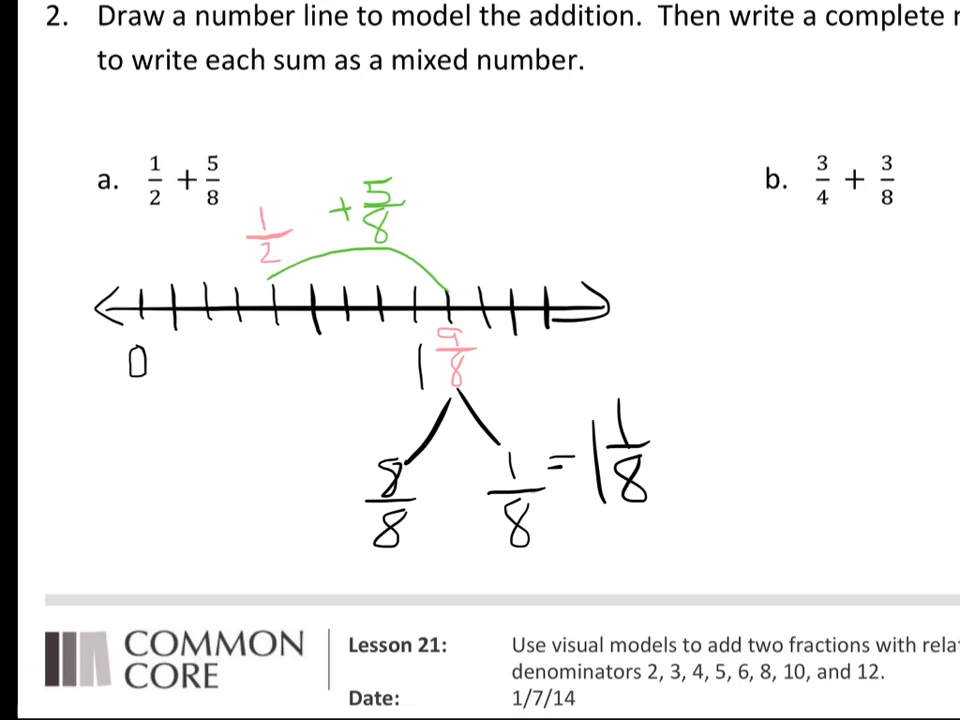 2. Draw a number line to model the addition. Then write a complete
to write each sum as a mixed number.
a. 1/2 + 5/8
b. 3/4 + 3/8
1/2
+ 5/8
0
1
9/8
8/8
1/8 = 1 1/8
COMMON
CORE
Lesson 21:
Use visual models to add two fractions with
denominators 2, 3, 4, 5, 6, 8, 10, and 12.
Date:
1/7/14